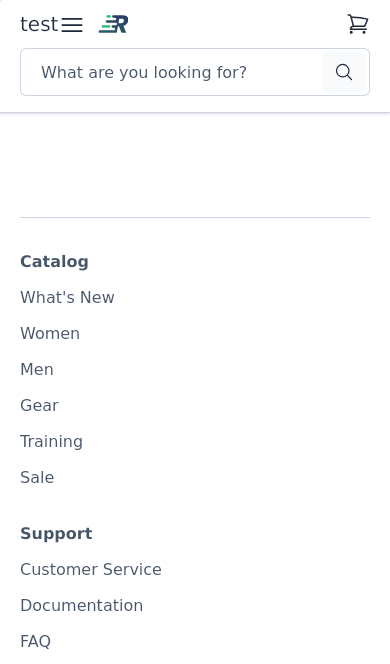 test
What are you looking for?
Catalog
What's New
Women
Men
Gear
Training
Sale
Support
Customer Service
Documentation
FAQ